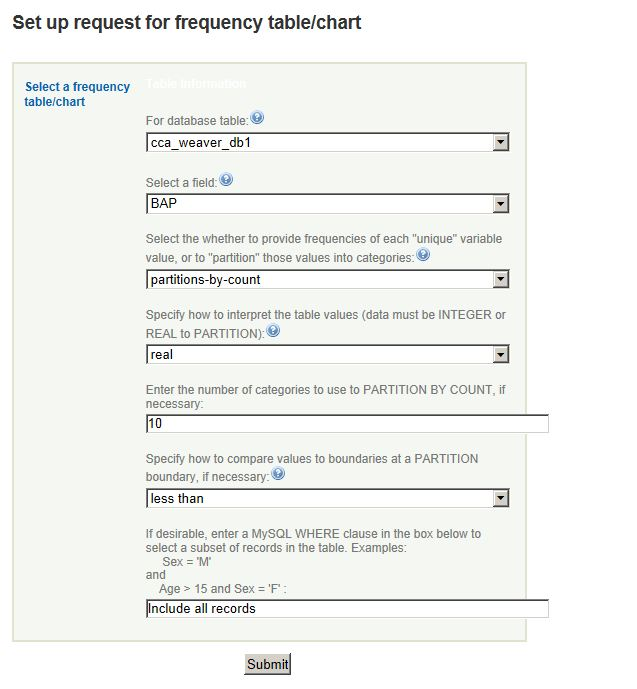 Set up request for frequency table/chart
Select a frequency
table/chart
Table Information
For database table:
cca_weaver_db1
Select a field:
BAP
Select the whether to provide frequencies of each "unique" variable
value, or to "partition" those values into categories:
partitions-by-count
Specify how to interpret the table values (data must be INTEGER or
REAL to PARTITION):
real
Enter the number of categories to use to PARTITION BY COUNT, if
necessary:
10
Specify how to compare values to boundaries at a PARTITION
boundary, if necessary:
less than
If desirable, enter a MySQL WHERE clause in the box below to
select a subset of records in the table. Examples:
Sex = 'M'
and
Age > 15 and Sex = 'F' :
Include all records
Submit